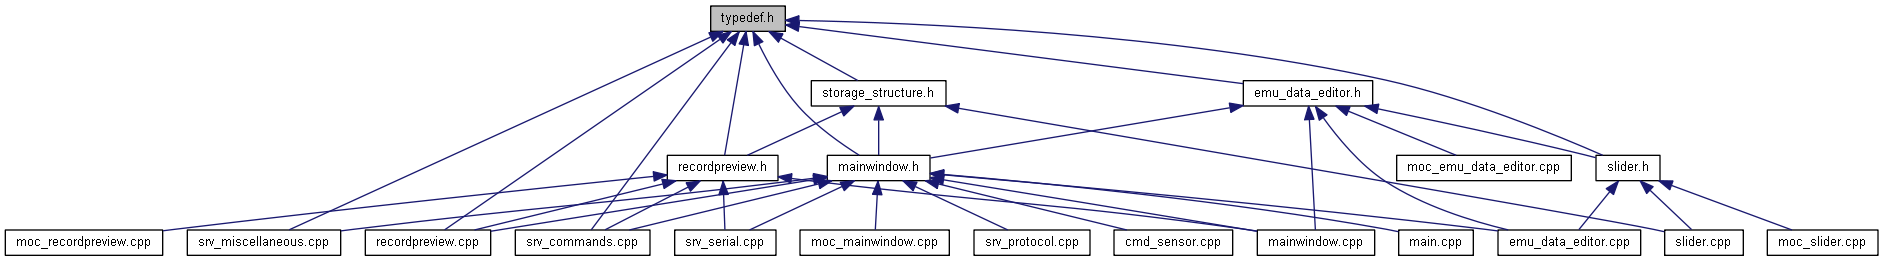 typedef.h
storage_structure.h
emu_data_editor.h
recordpreview.h
mainwindow.h
moc_emu_data_editor.cpp
slider.h
moc_recordpreview.cpp
srv_miscellaneous.cpp
recordpreview.cpp
srv_commands.cpp
srv_serial.cpp
moc_mainwindow.cpp
srv_protocol.cpp
cmd_sensor.cpp
mainwindow.cpp
main.cpp
emu_data_editor.cpp
slider.cpp
moc_slider.cpp